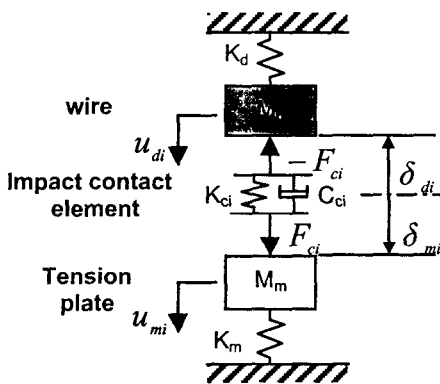 K_d
wire
u_di
- F_ci
Impact contact
element
K_ci
C_ci
δ_di
F_ci
δ_mi
Tension
plate
M_m
u_mi
K_m